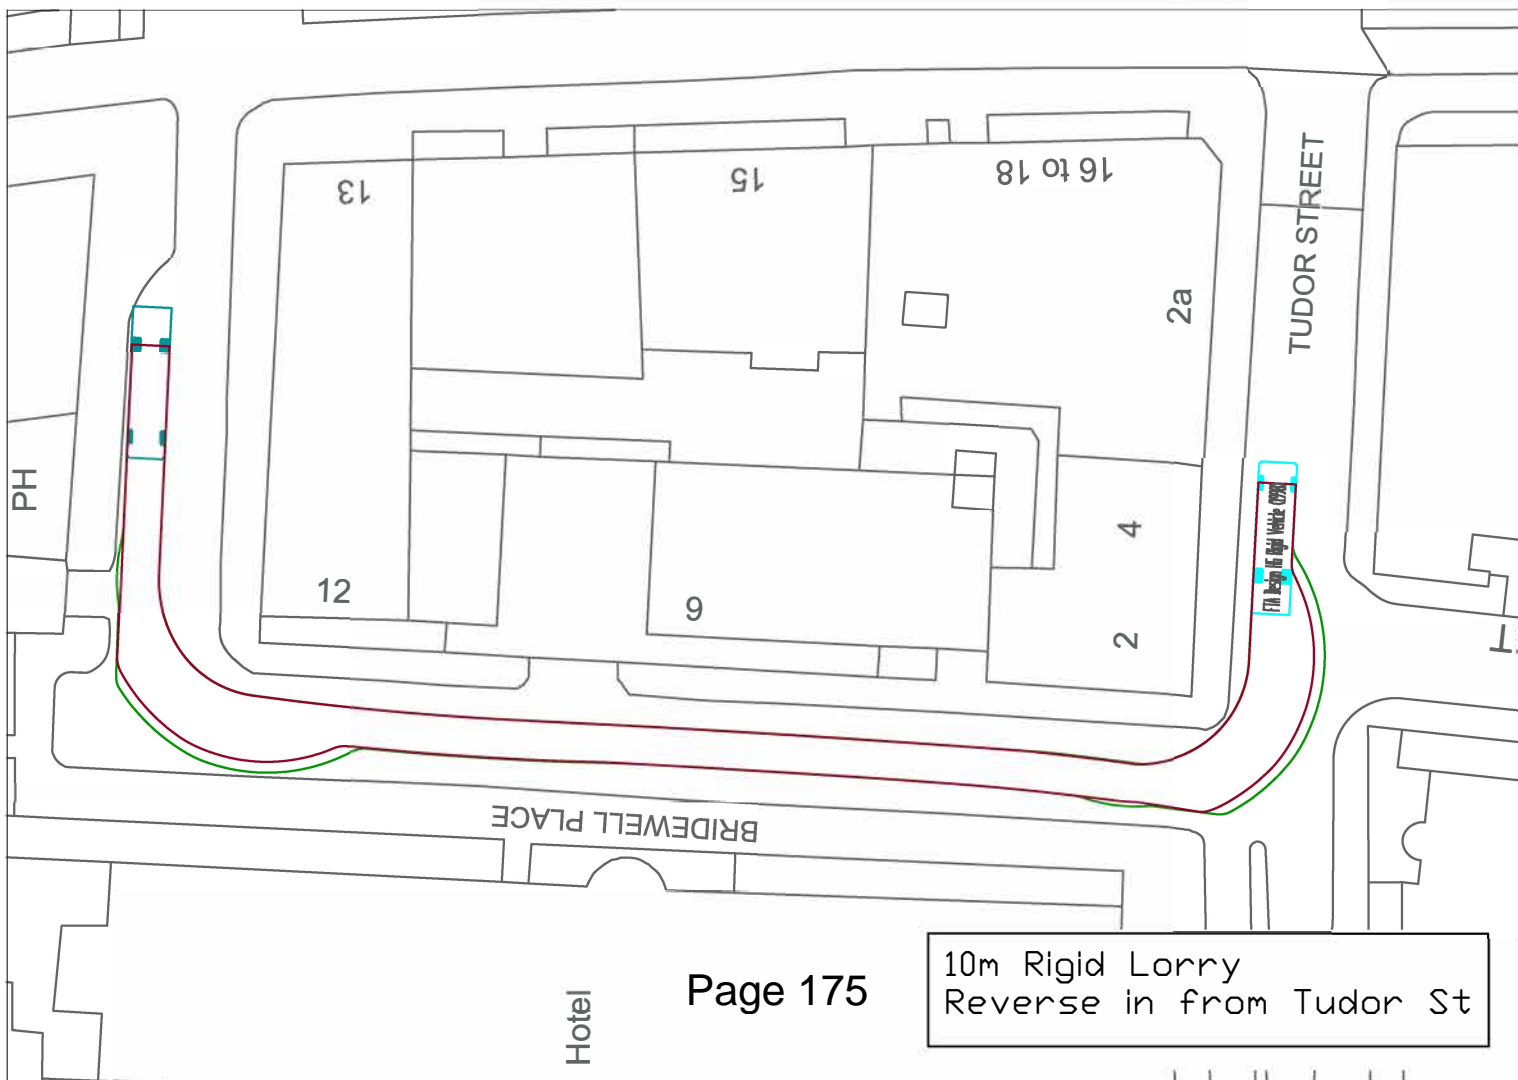 13
15
16 to 18
TUDOR STREET
2a
PH
4
12
9
2
BRIDEWELL PLACE
Page 175
10m Rigid Lorry
Reverse in from Tudor St
Hotel